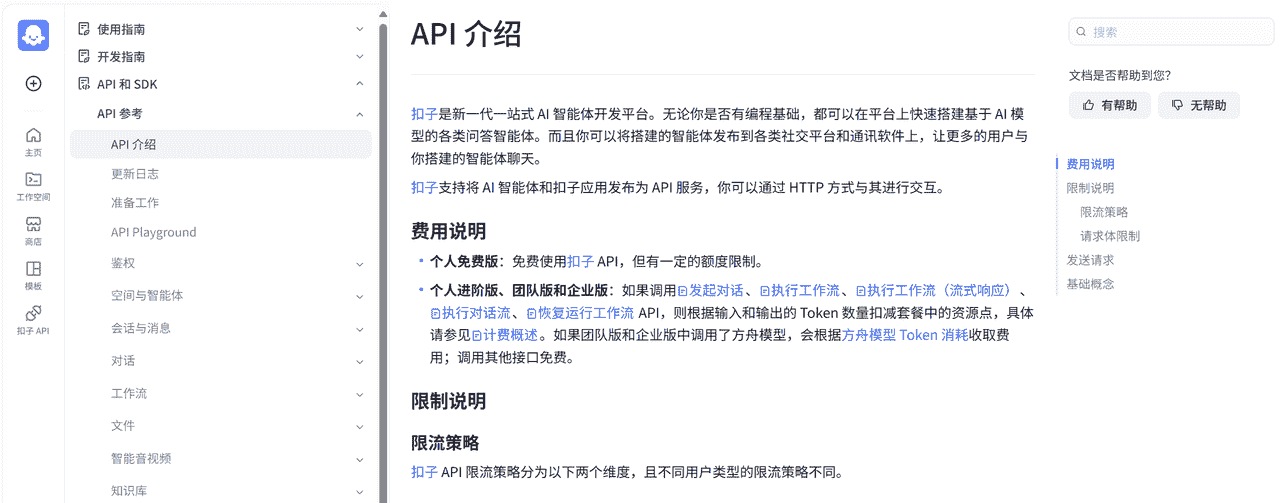 主页
工作空间
商店
模板
扣子 API
使用指南
开发指南
API 和 SDK
API 参考
API 介绍
更新日志
准备工作
API Playground
鉴权
空间与智能体
会话与消息
对话
工作流
文件
智能音视频
知识库
API 介绍
扣子是新一代一站式 AI 智能体开发平台。无论你是否有编程基础，都可以在平台上快速搭建基于 AI 模
型的各类问答智能体。而且你可以将搭建的智能体发布到各类社交平台和通讯软件上，让更多的用户与
你搭建的智能体聊天。
扣子支持将 AI 智能体和扣子应用发布为 API 服务，你可以通过 HTTP 方式与其进行交互。
费用说明
• 个人免费版：免费使用扣子 API，但有一定的额度限制。
• 个人进阶版、团队版和企业版：如果调用发起对话、执行工作流、执行工作流（流式响应）、
执行对话流、恢复运行工作流 API，则根据输入和输出的 Token 数量扣减套餐中的资源点，具体
请参见计费概述。如果团队版和企业版中调用了方舟模型，会根据方舟模型 Token 消耗收取费
用；调用其他接口免费。
限制说明
限流策略
扣子 API 限流策略分为以下两个维度，且不同用户类型的限流策略不同。
搜索
文档是否帮助到您？
有帮助
无帮助
费用说明
限制说明
限流策略
请求体限制
发送请求
基础概念